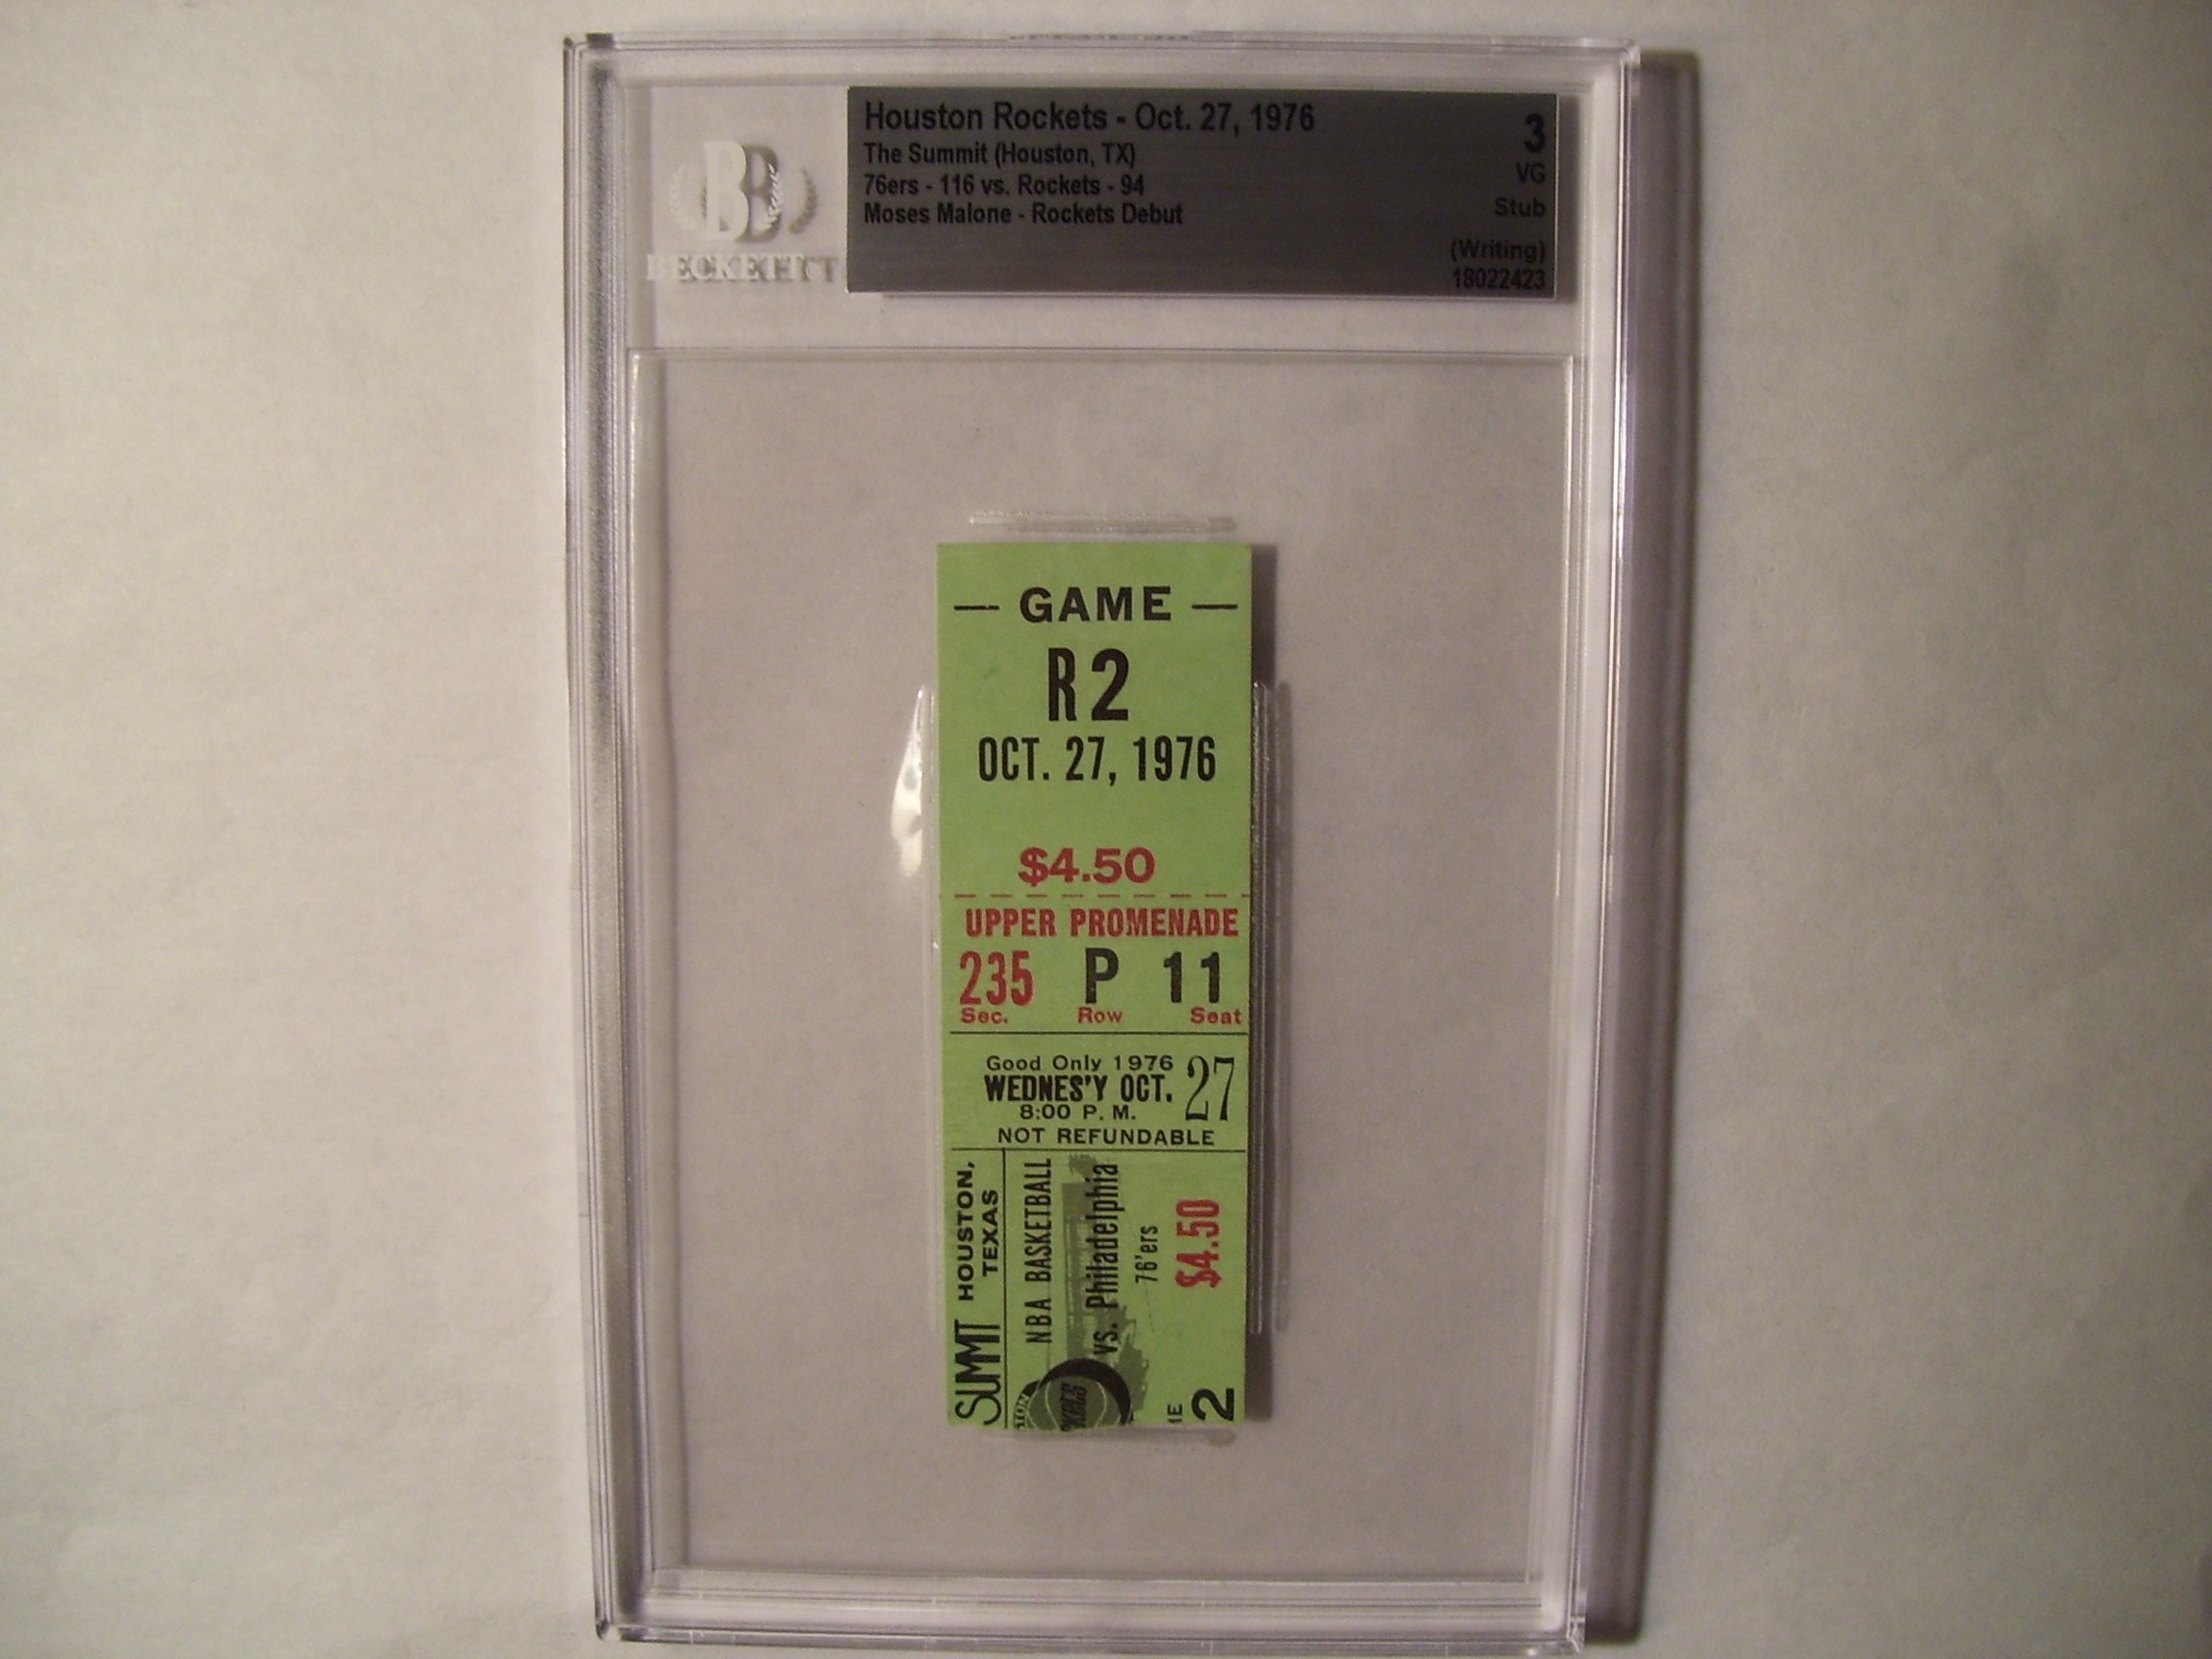 BECKETT
Houston Rockets - Oct. 27, 1976
The Summit (Houston, TX)
76ers - 116 vs. Rockets - 94
Moses Malone - Rockets Debut
3
VG
Stub
(Writing)
18022423
— GAME —
R2
OCT. 27, 1976
$4.50
UPPER PROMENADE
235 P 11
Sec. Row Seat
Good Only 1976
WEDNES'Y OCT. 27
8:00 P. M.
NOT REFUNDABLE
SUMMIT HOUSTON,
TEXAS
NBA BASKETBALL
vs. Philadelphia
76'ers
$4.50
2